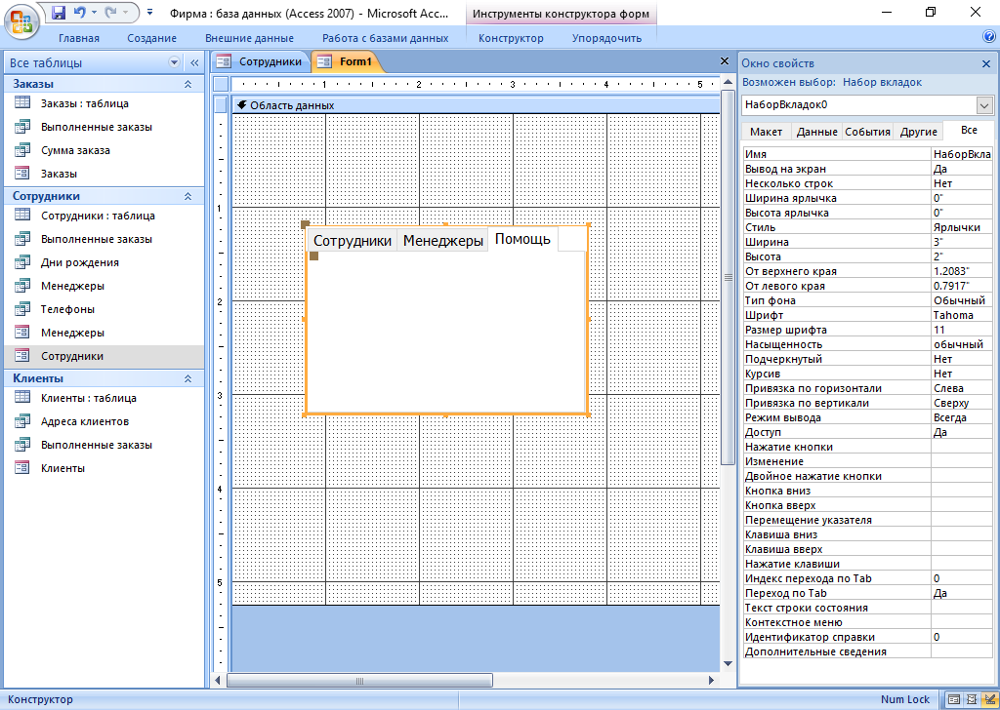 Фирма : база данных (Access 2007) - Microsoft Acc...
Инструменты конструктора форм
Главная Создание Внешние данные Работа с базами данных Конструктор Упорядочить
Все таблицы
Заказы
Заказы : таблица
Выполненные заказы
Сумма заказа
Заказы
Сотрудники
Сотрудники : таблица
Выполненные заказы
Дни рождения
Менеджеры
Телефоны
Менеджеры
Сотрудники
Клиенты
Клиенты : таблица
Адреса клиентов
Выполненные заказы
Клиенты
Сотрудники Form1
1 2 3 4 5
Область данных
1
2
3
4
5
Сотрудники Менеджеры Помощь
Окно свойств
Возможен выбор: Набор вкладок
НаборВкладок0
Макет Данные События Другие Все
Имя НаборВкла
Вывод на экран Да
Несколько строк Нет
Ширина ярлычка 0"
Высота ярлычка 0"
Стиль Ярлычки
Ширина 3"
Высота 2"
От верхнего края 1.2083"
От левого края 0.7917"
Тип фона Обычный
Шрифт Tahoma
Размер шрифта 11
Насыщенность обычный
Подчеркнутый Нет
Курсив Нет
Привязка по горизонтали Слева
Привязка по вертикали Сверху
Режим вывода Всегда
Доступ Да
Нажатие кнопки
Изменение
Двойное нажатие кнопки
Кнопка вниз
Кнопка вверх
Перемещение указателя
Клавиша вниз
Клавиша вверх
Нажатие клавиши
Индекс перехода по Tab 0
Переход по Tab Да
Текст строки состояния
Контекстное меню
Идентификатор справки 0
Дополнительные сведения
Конструктор
Num Lock